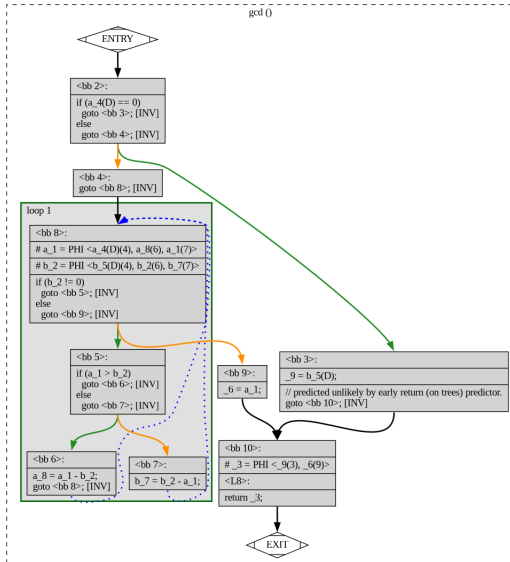 gcd ()
ENTRY
<bb 2>:
if (a_4(D) == 0)
goto <bb 3>; [INV]
else
goto <bb 4>; [INV]
<bb 4>:
goto <bb 8>; [INV]
loop 1
<bb 8>:
# a_1 = PHI <a_4(D)(4), a_8(6), a_1(7)>
# b_2 = PHI <b_5(D)(4), b_2(6), b_7(7)>
if (b_2 != 0)
goto <bb 5>; [INV]
else
goto <bb 9>; [INV]
<bb 5>:
if (a_1 > b_2)
goto <bb 6>; [INV]
else
goto <bb 7>; [INV]
<bb 9>:
_6 = a_1;
<bb 3>:
_9 = b_5(D);
// predicted unlikely by early return (on trees) predictor.
goto <bb 10>; [INV]
<bb 6>:
a_8 = a_1 - b_2;
goto <bb 8>; [INV]
<bb 7>:
b_7 = b_2 - a_1;
<bb 10>:
# _3 = PHI <_9(3), _6(9)>
<L8>:
return _3;
EXIT